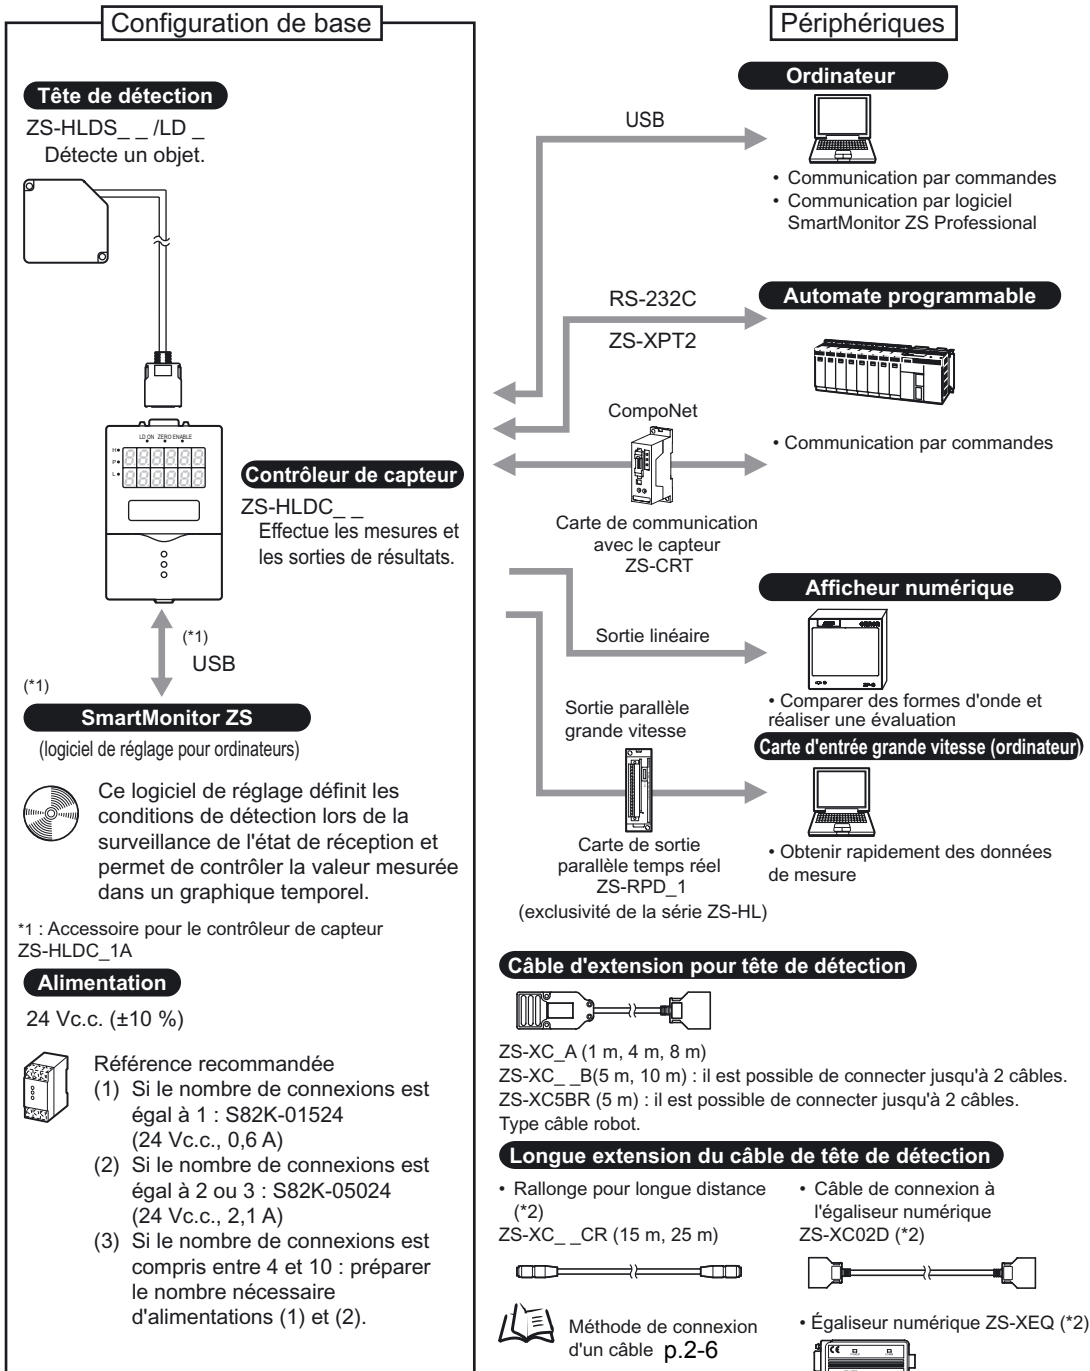 Configuration de base
Tête de détection
ZS-HLDS_ _ /LD _
Détecte un objet.
LD ON ZERO ENABLE
H
P
L
Contrôleur de capteur
ZS-HLDC_ _
Effectue les mesures et
les sorties de résultats.
(*1)
USB
(*1)
SmartMonitor ZS
(logiciel de réglage pour ordinateurs)
Ce logiciel de réglage définit les
conditions de détection lors de la
surveillance de l'état de réception et
permet de contrôler la valeur mesurée
dans un graphique temporel.
*1 : Accessoire pour le contrôleur de capteur
ZS-HLDC_1A
Alimentation
24 Vc.c. (±10 %)
Référence recommandée
(1) Si le nombre de connexions est
égal à 1 : S82K-01524
(24 Vc.c., 0,6 A)
(2) Si le nombre de connexions est
égal à 2 ou 3 : S82K-05024
(24 Vc.c., 2,1 A)
(3) Si le nombre de connexions est
compris entre 4 et 10 : préparer
le nombre nécessaire
d'alimentations (1) et (2).
Périphériques
Ordinateur
USB
• Communication par commandes
• Communication par logiciel
SmartMonitor ZS Professional
RS-232C
ZS-XPT2
Automate programmable
CompoNet
• Communication par commandes
Carte de communication
avec le capteur
ZS-CRT
Afficheur numérique
Sortie linéaire
• Comparer des formes d'onde et
réaliser une évaluation
Sortie parallèle
grande vitesse
Carte d'entrée grande vitesse (ordinateur)
Carte de sortie
parallèle temps réel
ZS-RPD_1
(exclusivité de la série ZS-HL)
• Obtenir rapidement des données
de mesure
Câble d'extension pour tête de détection
ZS-XC_A (1 m, 4 m, 8 m)
ZS-XC_ _B(5 m, 10 m) : il est possible de connecter jusqu'à 2 câbles.
ZS-XC5BR (5 m) : il est possible de connecter jusqu'à 2 câbles.
Type câble robot.
Longue extension du câble de tête de détection
• Rallonge pour longue distance
(*2)
ZS-XC_ _CR (15 m, 25 m)
• Câble de connexion à
l'égaliseur numérique
ZS-XC02D (*2)
Méthode de connexion
d'un câble p.2-6
• Égaliseur numérique ZS-XEQ (*2)
CE